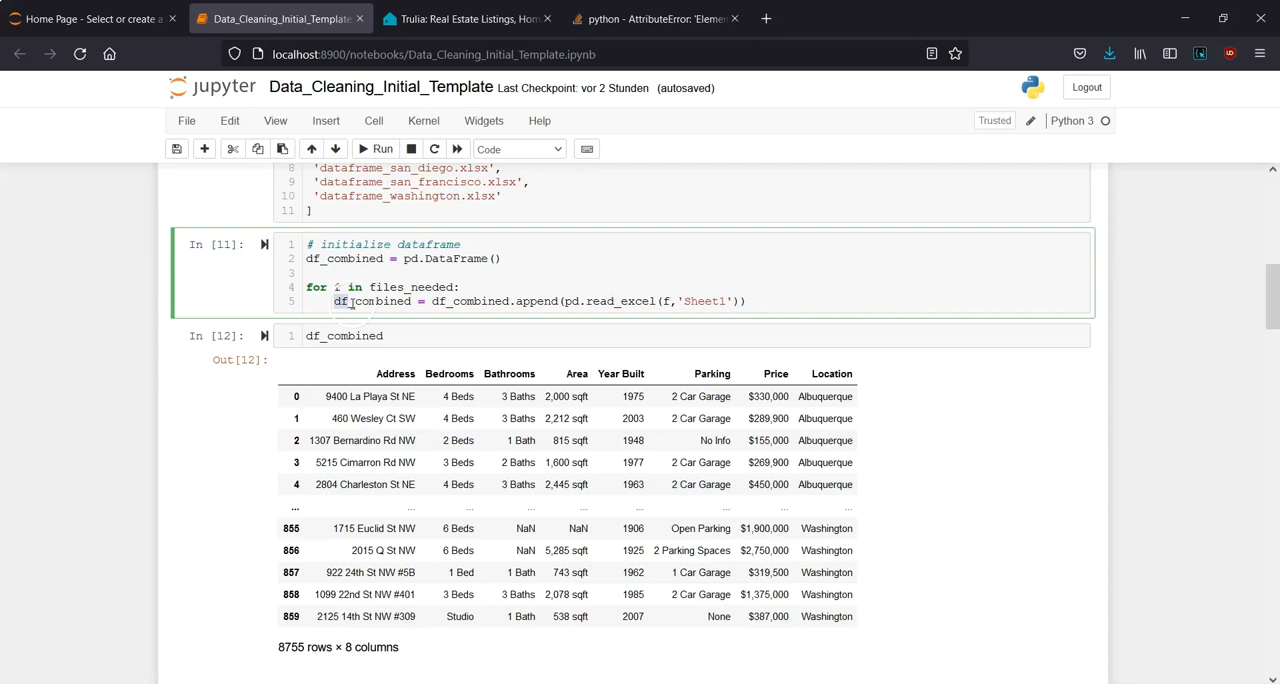 Home Page - Select or create a
Data_Cleaning_Initial_Template
Trulia: Real Estate Listings, Hom
python - AttributeError: 'Elemen
localhost:8900/notebooks/Data_Cleaning_Initial_Template.ipynb
jupyter Data_Cleaning_Initial_Template Last Checkpoint: vor 2 Stunden (autosaved)
Logout
File Edit View Insert Cell Kernel Widgets Help
Trusted Python 3
Run Code
8 'dataframe_san_diego.xlsx',
9 'dataframe_san_francisco.xlsx',
10 'dataframe_washington.xlsx'
11 ]
In [11]:
1 # initialize dataframe
2 df_combined = pd.DataFrame()
3
4 for f in files_needed:
5 df_combined = df_combined.append(pd.read_excel(f,'Sheet1'))
In [12]: 1 df_combined
Out[12]:
Address Bedrooms Bathrooms Area Year Built Parking Price Location
0 9400 La Playa St NE 4 Beds 3 Baths 2,000 sqft 1975 2 Car Garage $330,000 Albuquerque
1 460 Wesley Ct SW 4 Beds 3 Baths 2,212 sqft 2003 2 Car Garage $289,900 Albuquerque
2 1307 Bernardino Rd NW 2 Beds 1 Bath 815 sqft 1948 No Info $155,000 Albuquerque
3 5215 Cimarron Rd NW 3 Beds 2 Baths 1,600 sqft 1977 2 Car Garage $269,900 Albuquerque
4 2804 Charleston St NE 4 Beds 3 Baths 2,445 sqft 1963 2 Car Garage $450,000 Albuquerque
... ... ... ... ... ... ... ... ...
855 1715 Euclid St NW 6 Beds NaN NaN 1906 Open Parking $1,900,000 Washington
856 2015 Q St NW 6 Beds NaN 5,285 sqft 1925 2 Parking Spaces $2,750,000 Washington
857 922 24th St NW #5B 1 Bed 1 Bath 743 sqft 1962 1 Car Garage $319,500 Washington
858 1099 22nd St NW #401 3 Beds 3 Baths 2,078 sqft 1985 2 Car Garage $1,375,000 Washington
859 2125 14th St NW #309 Studio 1 Bath 538 sqft 2007 None $387,000 Washington
8755 rows × 8 columns